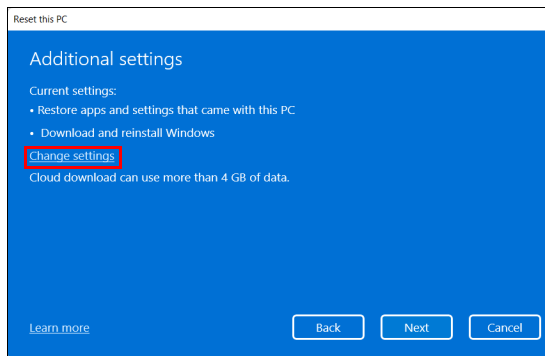 Reset this PC
Additional settings
Current settings:
• Restore apps and settings that came with this PC
• Download and reinstall Windows
Change settings
Cloud download can use more than 4 GB of data.
Learn more
Back
Next
Cancel